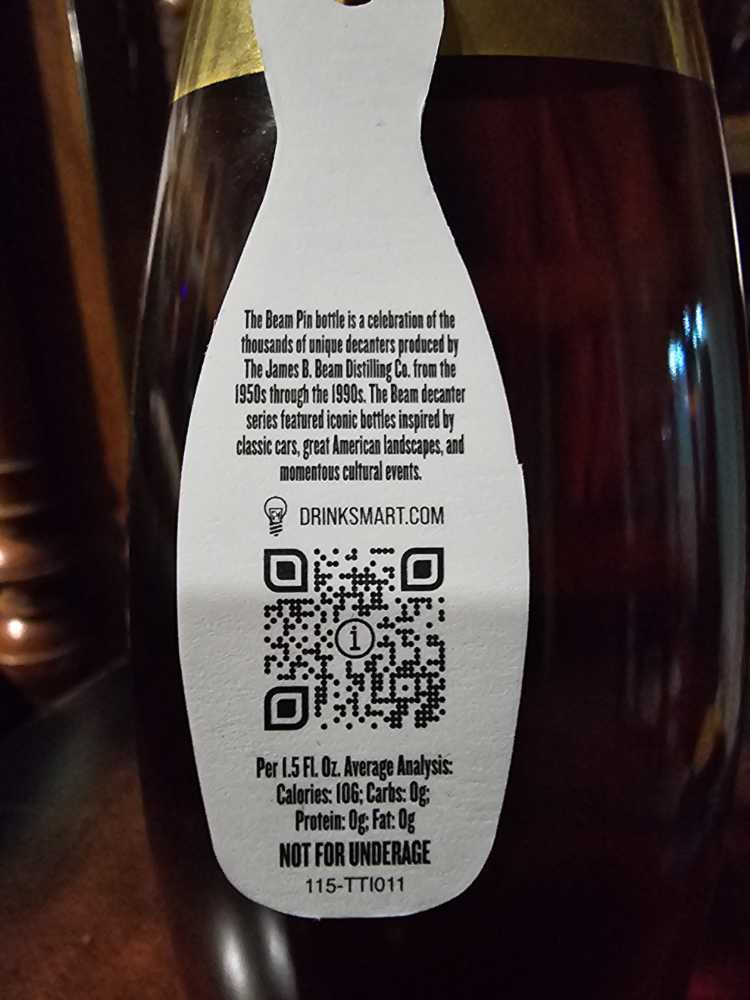 The Beam Pin bottle is a celebration of the
thousands of unique decanters produced by
The James B. Beam Distilling Co. from the
1950s through the 1990s. The Beam decanter
series featured iconic bottles inspired by
classic cars, great American landscapes, and
momentous cultural events.
DRINKSMART.COM
i
Per 1.5 Fl. Oz. Average Analysis:
Calories: 106; Carbs: 0g;
Protein: 0g; Fat: 0g
NOT FOR UNDERAGE
115-TTI011